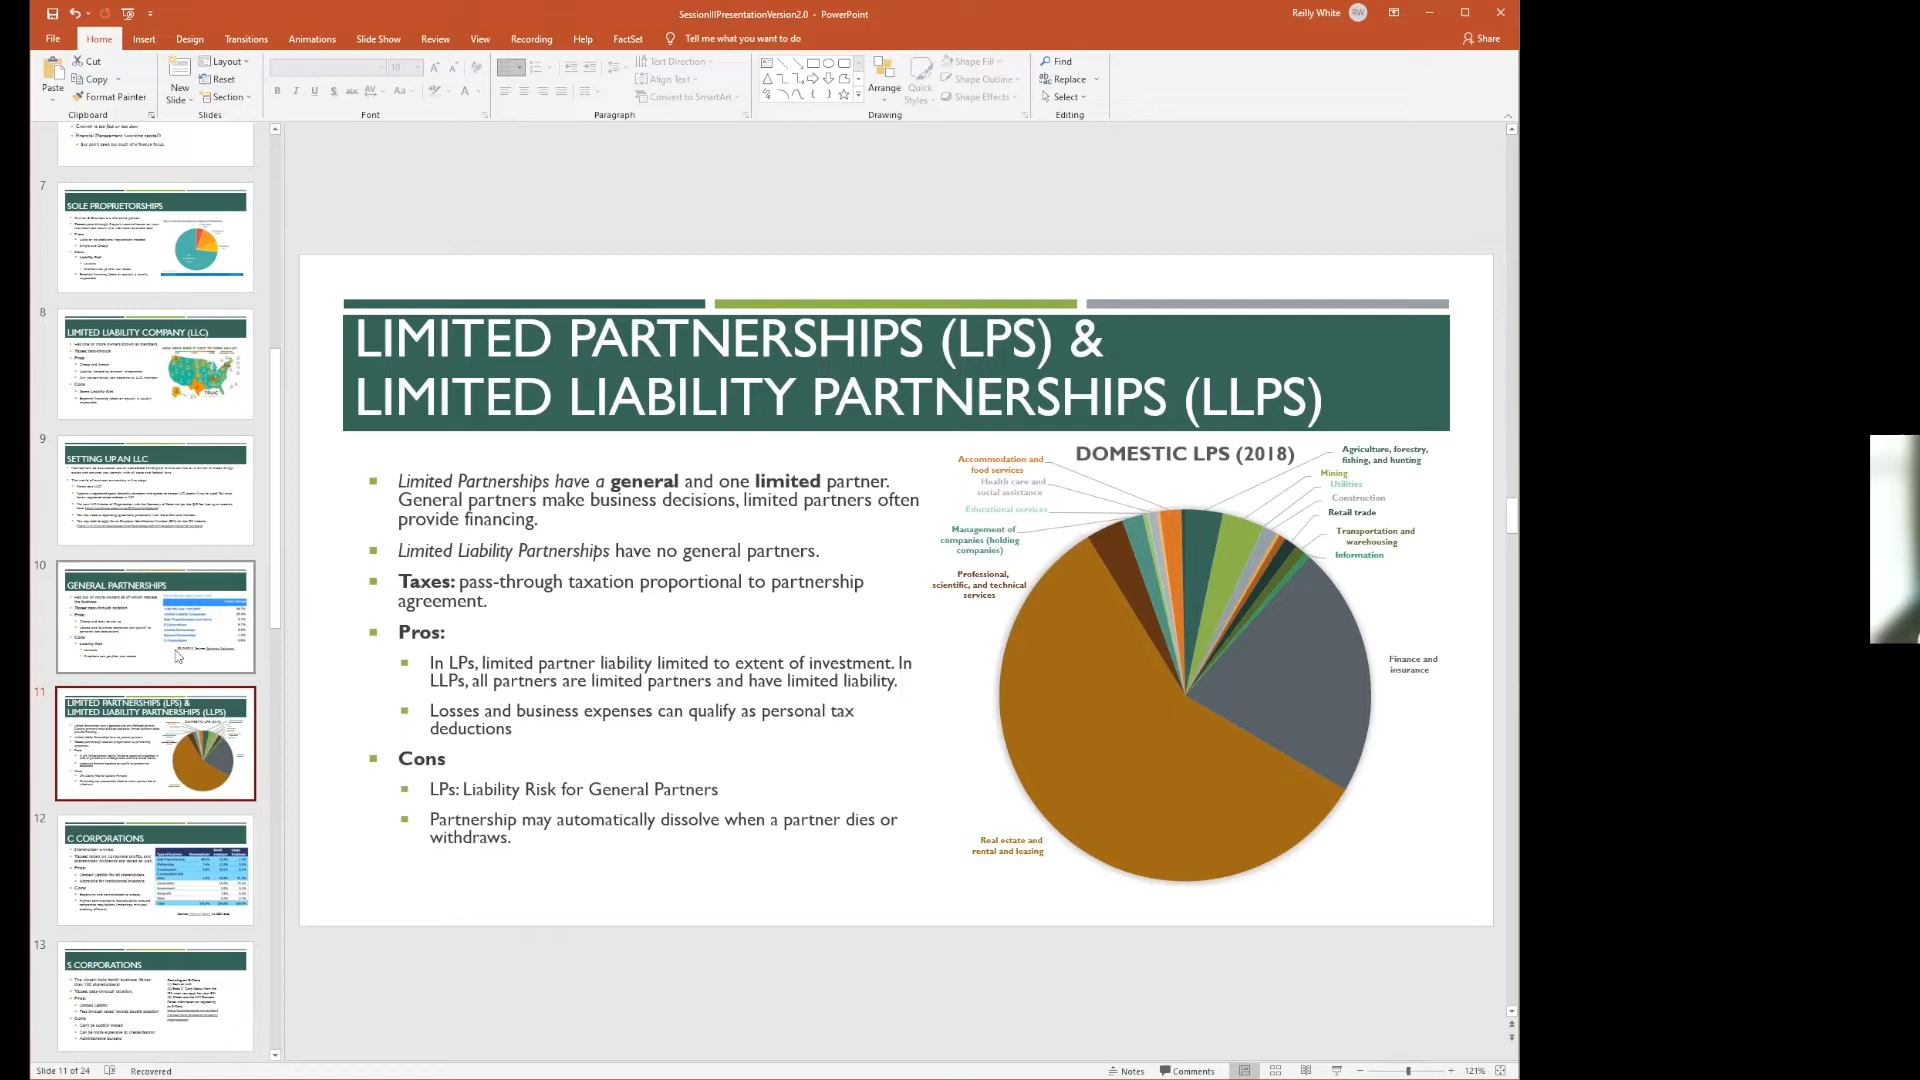 SessionIIIPresentationVersion2.0 - PowerPoint
Reilly White
RW
File Home Insert Design Transitions Animations Slide Show Review View Recording Help FactSet Tell me what you want to do
Share
Paste
Cut
Copy
Format Painter
Clipboard
New
Slide
Layout
Reset
Section
Slides
10
Font
Text Direction
Align Text
Convert to SmartArt
Paragraph
Arrange
Quick
Styles
Shape Fill
Shape Outline
Shape Effects
Drawing
Find
Replace
Select
Editing
7
SOLE PROPRIETORSHIPS
8
LIMITED LIABILITY COMPANY (LLC)
9
SETTING UP AN LLC
10
GENERAL PARTNERSHIPS
11
LIMITED PARTNERSHIPS (LPS) &
LIMITED LIABILITY PARTNERSHIPS (LLPS)
12
C CORPORATIONS
13
S CORPORATIONS
LIMITED PARTNERSHIPS (LPS) &
LIMITED LIABILITY PARTNERSHIPS (LLPS)
Limited Partnerships have a general and one limited partner.
General partners make business decisions, limited partners often
provide financing.
Limited Liability Partnerships have no general partners.
Taxes: pass-through taxation proportional to partnership
agreement.
Pros:
In LPs, limited partner liability limited to extent of investment. In
LLPs, all partners are limited partners and have limited liability.
Losses and business expenses can qualify as personal tax
deductions
Cons
LPs: Liability Risk for General Partners
Partnership may automatically dissolve when a partner dies or
withdraws.
DOMESTIC LPS (2018)
Accommodation and
food services
Health care and
social assistance
Educational services
Management of
companies (holding
companies)
Professional,
scientific, and technical
services
Real estate and
rental and leasing
Agriculture, forestry,
fishing, and hunting
Mining
Utilities
Construction
Retail trade
Transportation and
warehousing
Information
Finance and
insurance
Slide 11 of 24
Recovered
Notes
Comments
121%